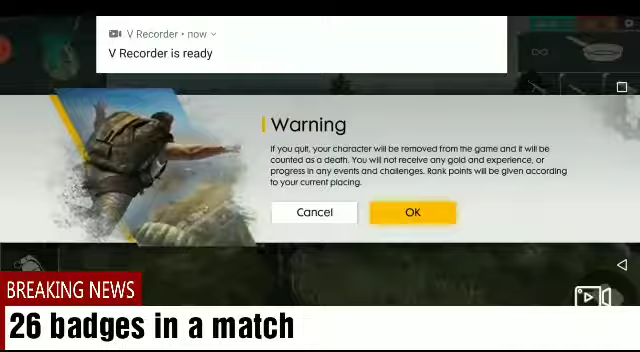 V Recorder • now
V Recorder is ready
Warning
If you quit, your character will be removed from the game and it will be
counted as a death. You will not receive any gold and experience, or
progress in any events and challenges. Rank points will be given according
to your current placing.
Cancel
OK
BREAKING NEWS
26 badges in a match